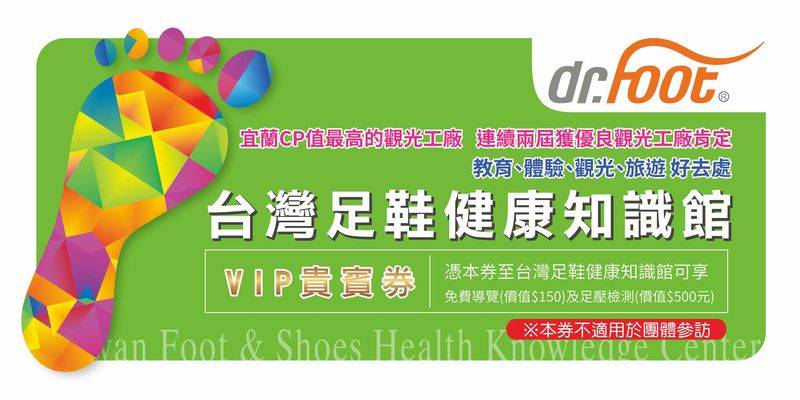 dr.foot®
宜蘭CP值最高的觀光工廠 連續兩屆獲優良觀光工廠肯定
教育、體驗、觀光、旅遊 好去處
台灣足鞋健康知識館
VIP貴賓券
憑本券至台灣足鞋健康知識館可享
免費導覽(價值$150)及足壓檢測(價值$500元)
※本券不適用於團體參訪
wan Foot & Shoes Health Knowledge Center